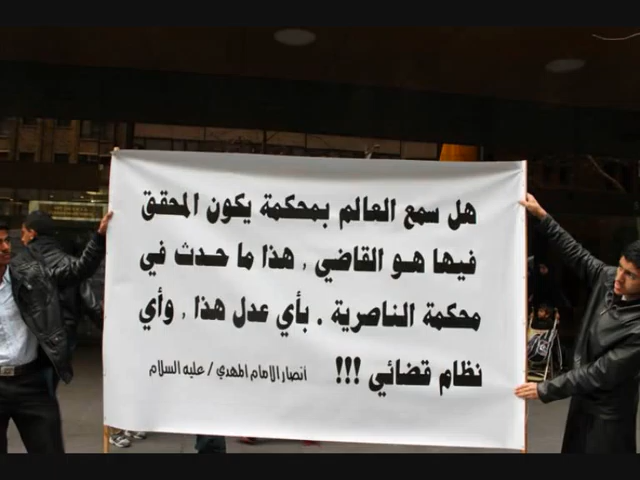 هل سمع العالم بمحكمة يكون المحقق
فيها هو القاضي , هذا ما حدث في
محكمة الناصرية . بأي عدل هذا , وأي
نظام قضائي !!! أنصار الامام المهدي / عليه السلام